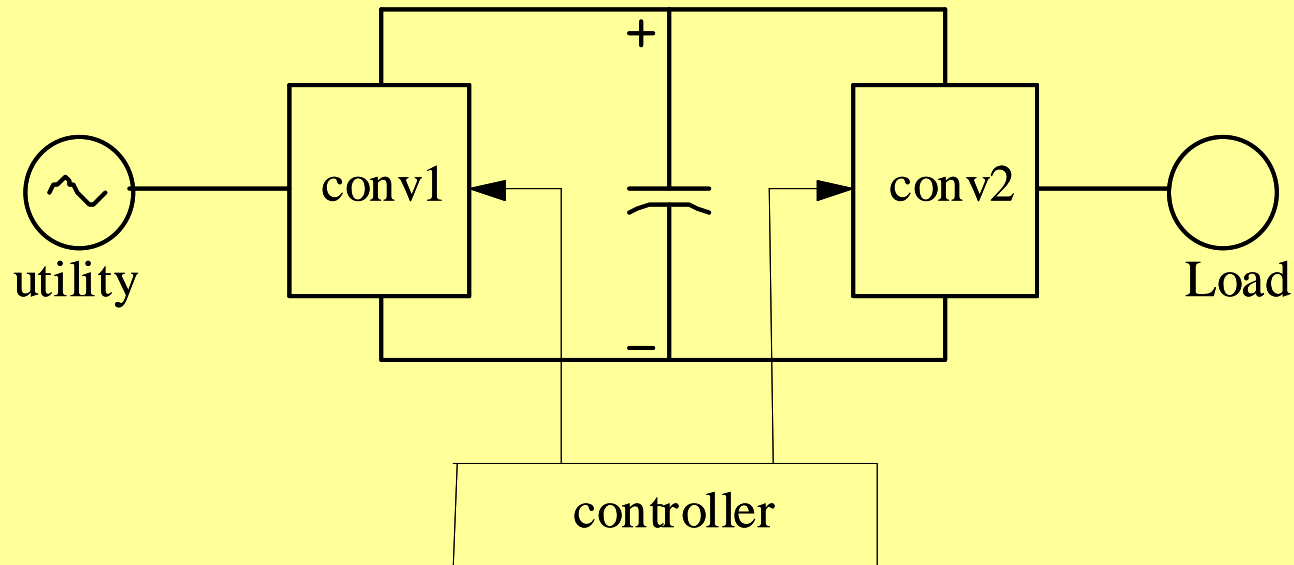 +
conv1
conv2
utility
Load
−
controller